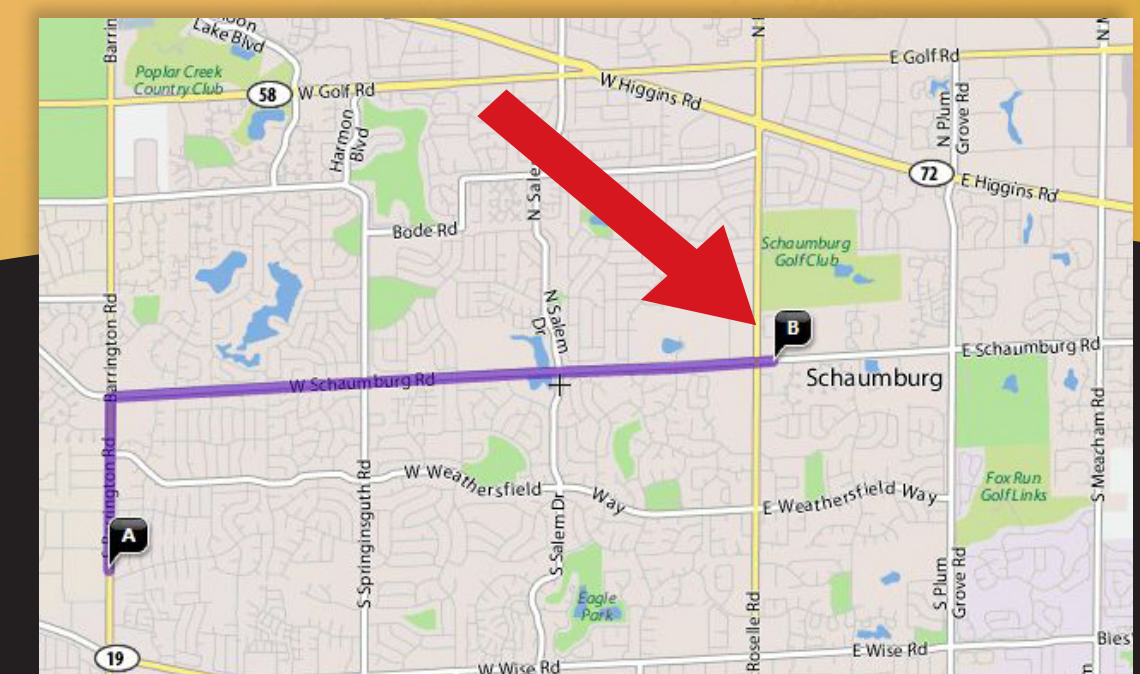 Lake Blvd
Poplar Creek
Country Club
58
W Golf Rd
E Golf Rd
W Higgins Rd
Harmon
Blvd
N Plum
Grove Rd
72
E Higgins Rd
Bode Rd
Schaumburg
Golf Club
Barrington Rd
N Salem
Dr
B
E Schaumburg Rd
W Schaumburg Rd
Schaumburg
S Meacham Rd
W Weathersfield
Way
E Weathersfield Way
Fox Run
Golf Links
A
S Springinsguth Rd
S Salem Dr
S Plum
Grove Rd
Eagle
Park
Roselle Rd
19
E Wise Rd
W Wise Rd